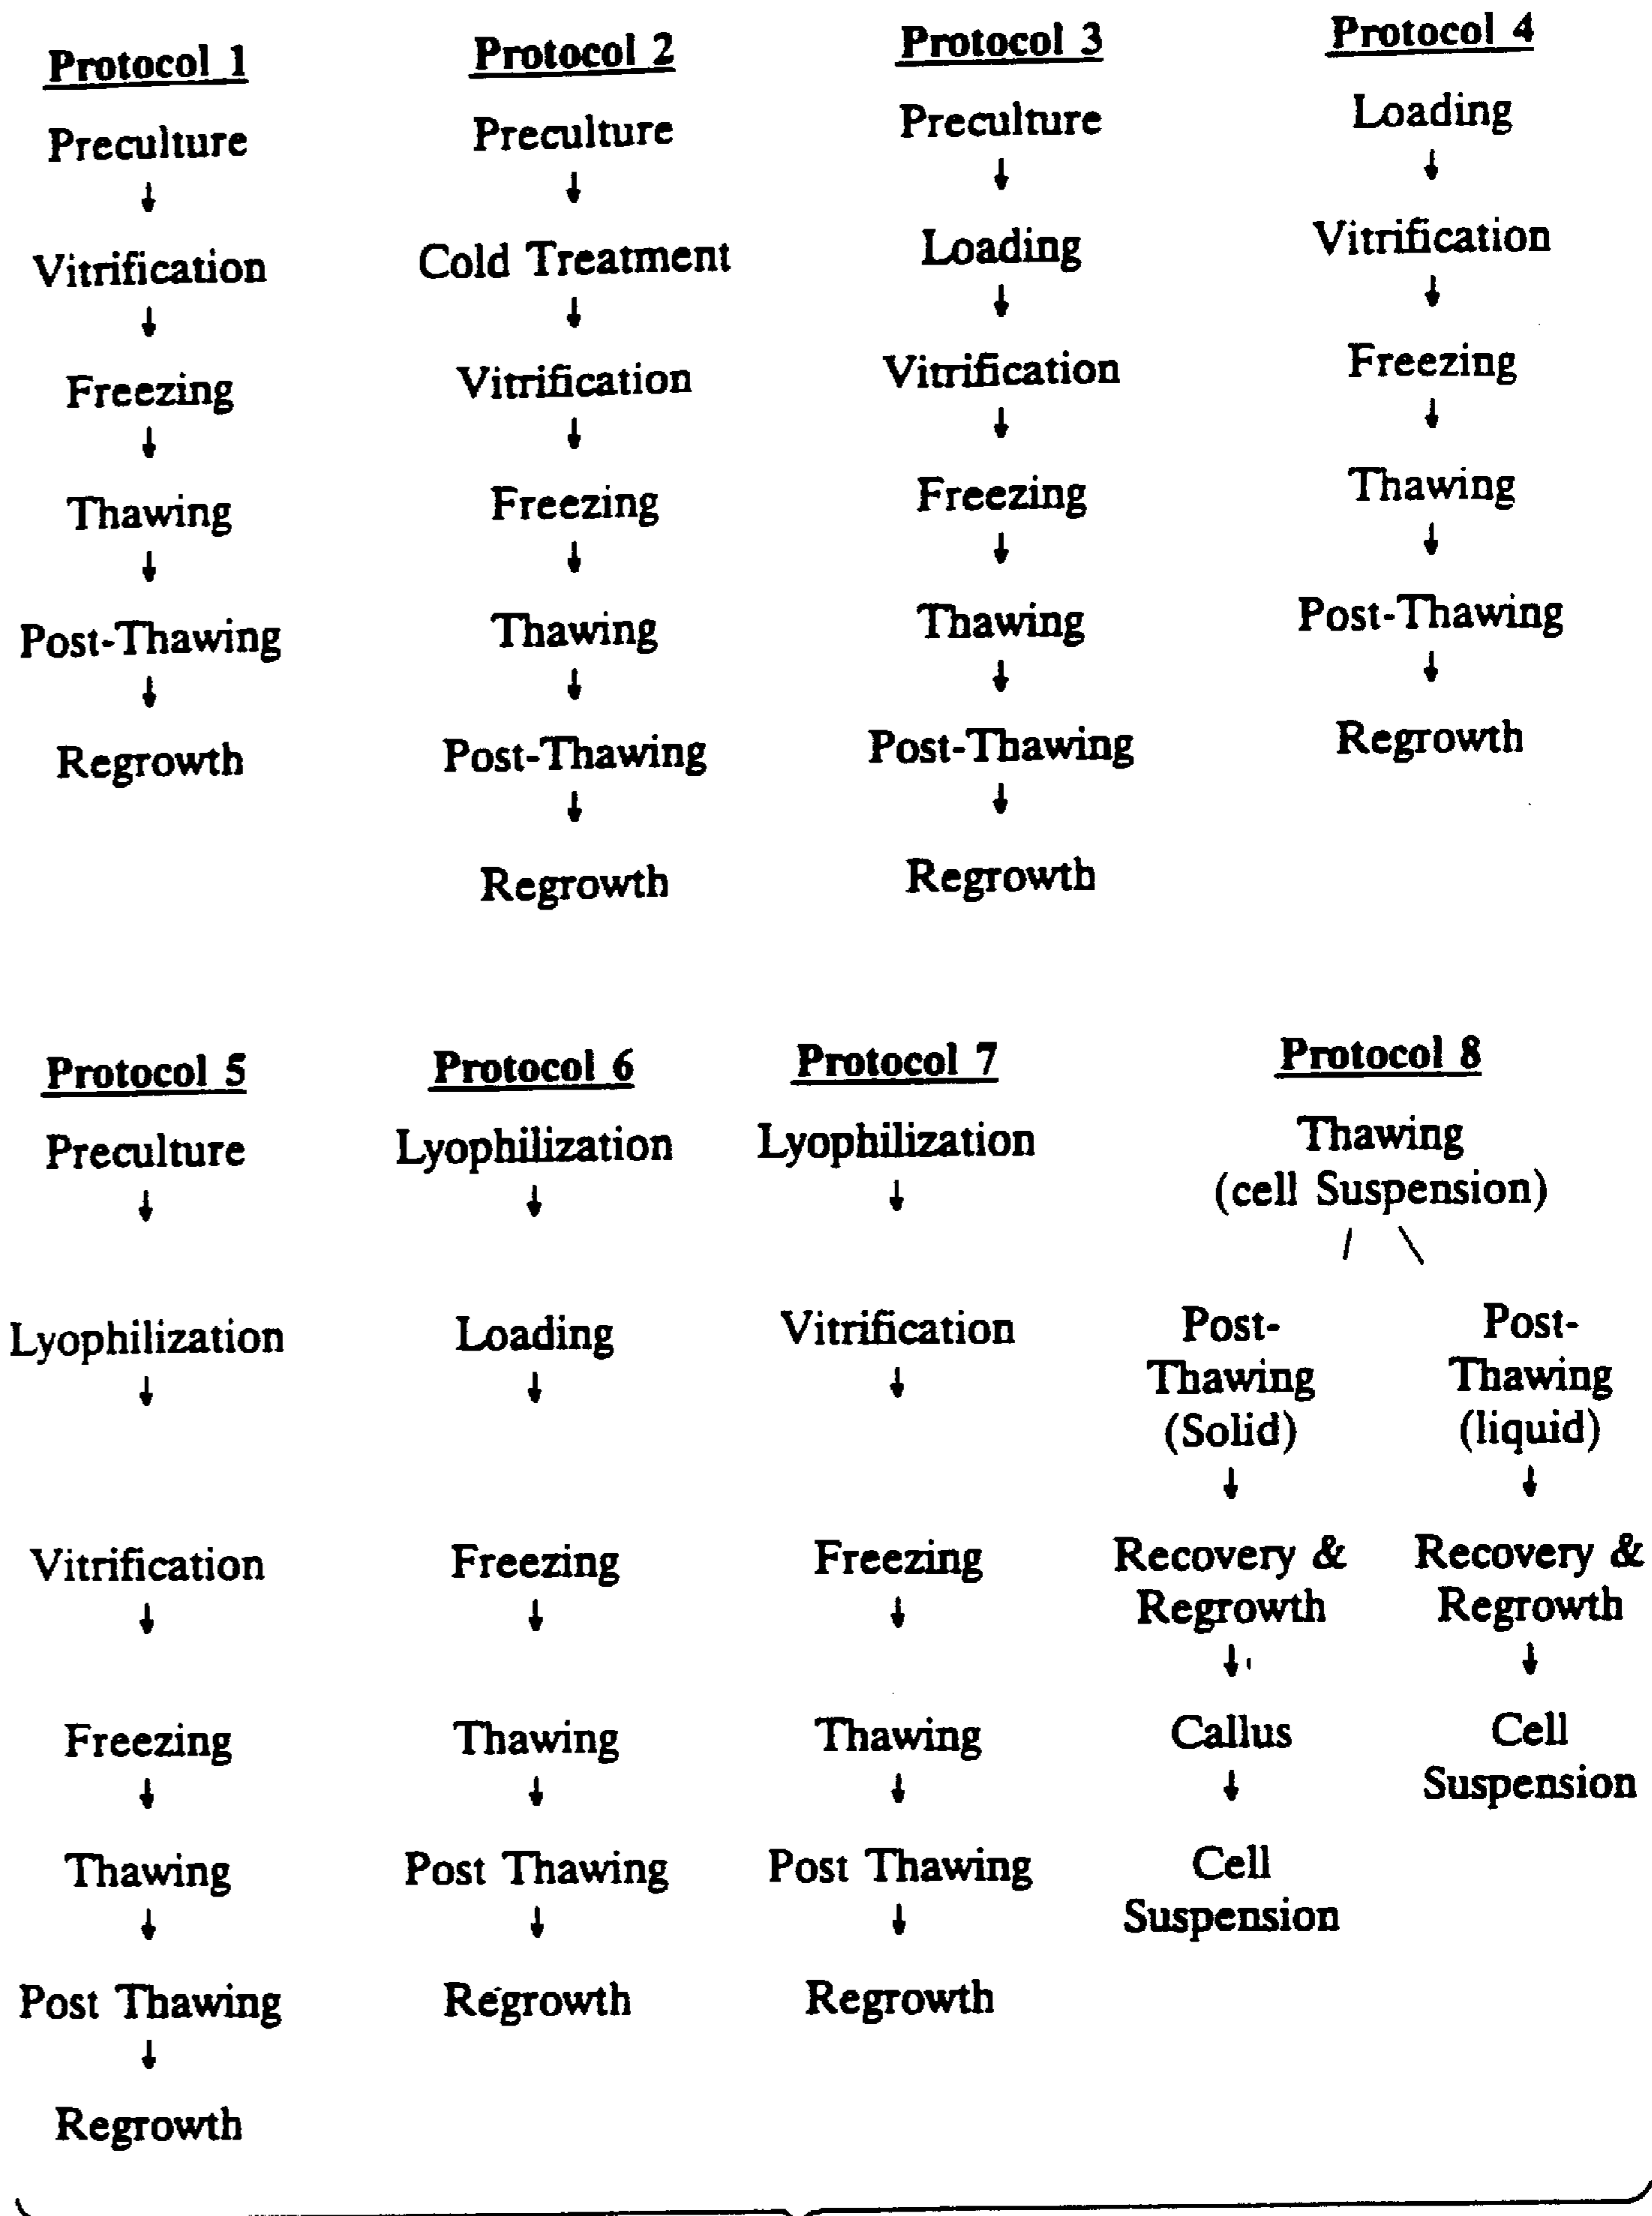 Protocol 1
Preculture
↓
Vitrification
↓
Freezing
↓
Thawing
↓
Post-Thawing
↓
Regrowth
Protocol 2
Preculture
↓
Cold Treatment
↓
Vitrification
↓
Freezing
↓
Thawing
↓
Post-Thawing
↓
Regrowth
Protocol 3
Preculture
↓
Loading
↓
Vitrification
↓
Freezing
↓
Thawing
↓
Post-Thawing
↓
Regrowth
Protocol 4
Loading
↓
Vitrification
↓
Freezing
↓
Thawing
↓
Post-Thawing
↓
Regrowth
Protocol 5
Preculture
↓
Lyophilization
↓
Vitrification
↓
Freezing
↓
Thawing
↓
Post Thawing
↓
Regrowth
Protocol 6
Lyophilization
↓
Loading
↓
Freezing
↓
Thawing
↓
Post Thawing
↓
Regrowth
Protocol 7
Lyophilization
↓
Vitrification
↓
Freezing
↓
Thawing
↓
Post Thawing
↓
Regrowth
Protocol 8
Thawing
(cell Suspension)
/ \
Post-
Thawing
(Solid)
↓
Recovery &
Regrowth
↓
Callus
↓
Cell
Suspension
Post-
Thawing
(liquid)
↓
Recovery &
Regrowth
↓
Cell
Suspension